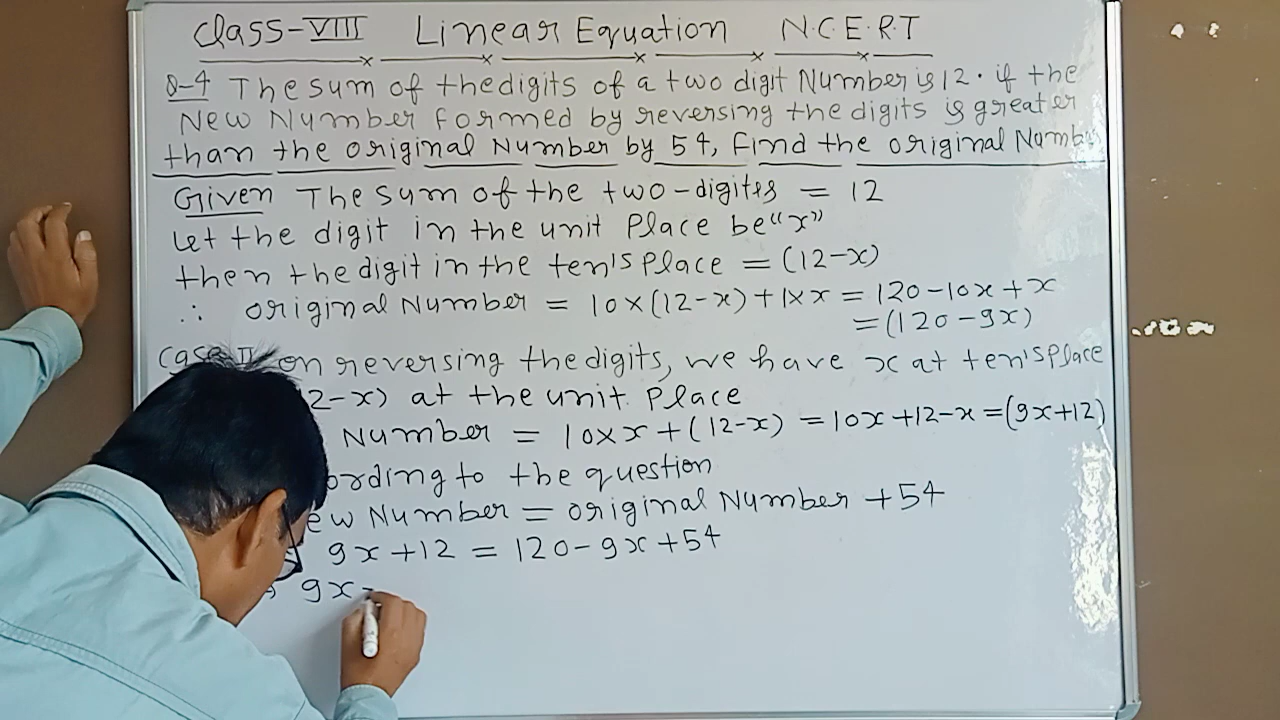 Class-VIII Linear Equation N.C.E.R.T
Q-4 The sum of the digits of a two digit Number is 12. if the
New Number formed by reversing the digits is greater
than the original Number by 54, Find the original Numbe
Given The sum of the two-digites = 12
Let the digit in the unit Place be "x"
then the digit in the ten's Place = (12-x)
∴ original Number = 10×(12-x)+1×x = 120-10x+x
=(120-9x)
Case II on reversing the digits, we have x at ten's Place
2-x) at the unit Place
Number = 10×x+(12-x) = 10x+12-x=(9x+12)
ording to the question
ew Number = original Number +54
9x+12 = 120-9x+54
9x